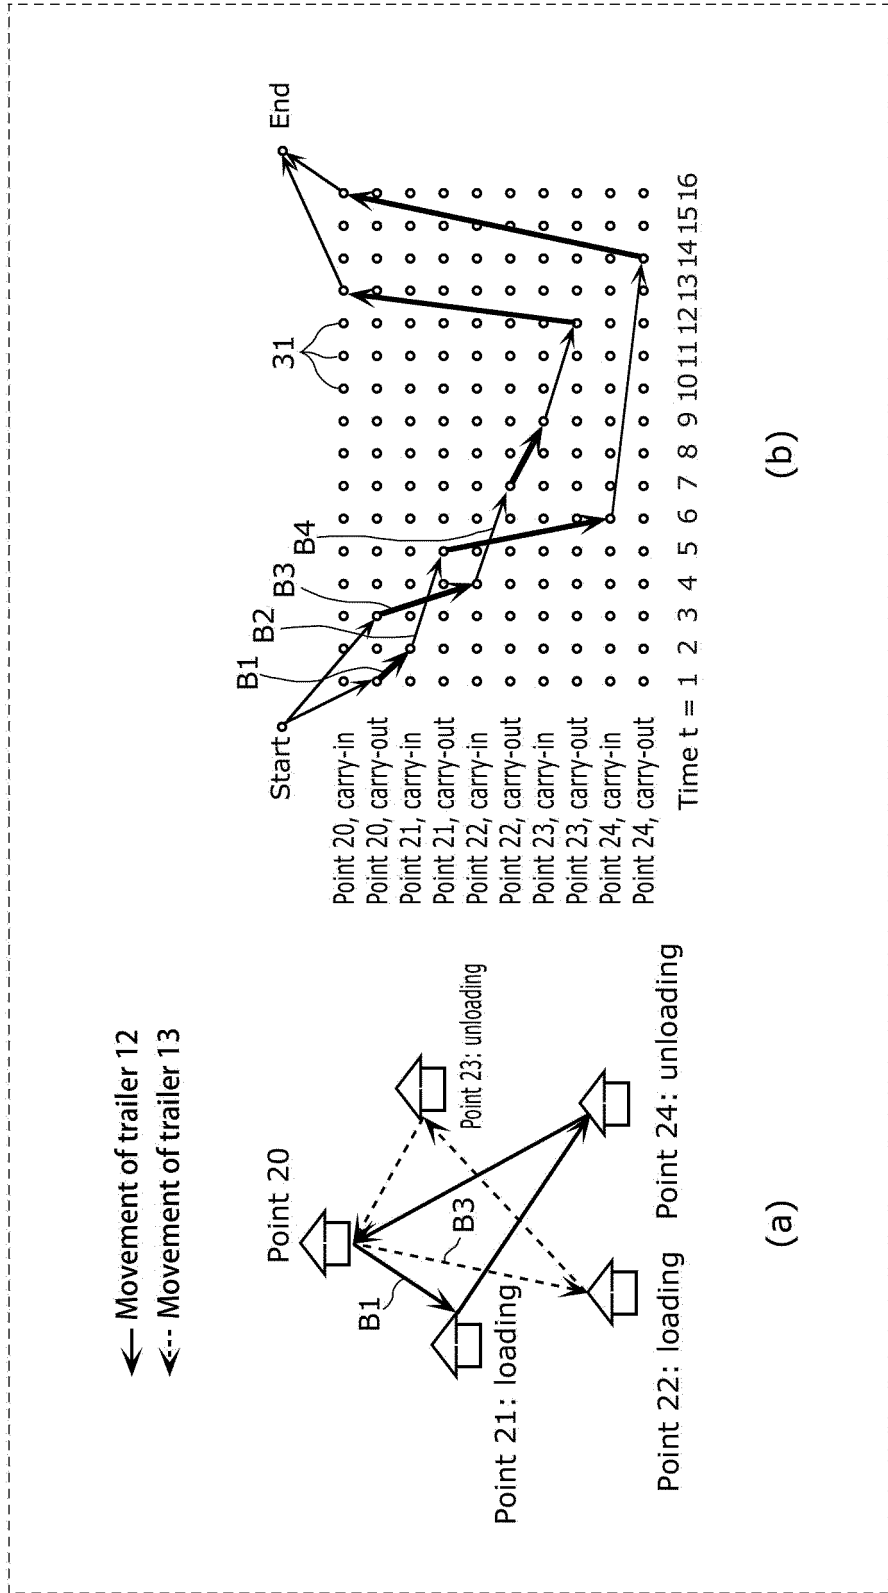 Movement of trailer 12
Movement of trailer 13
Point 20
B1
B3
Point 23: unloading
Point 21: loading
Point 22: loading
Point 24: unloading
(a)
Start
End
B1
B2
B3
B4
31
Point 20, carry-in
Point 20, carry-out
Point 21, carry-in
Point 21, carry-out
Point 22, carry-in
Point 22, carry-out
Point 23, carry-in
Point 23, carry-out
Point 24, carry-in
Point 24, carry-out
Time t = 1 2 3 4 5 6 7 8 9 10 11 12 13 14 15 16
(b)